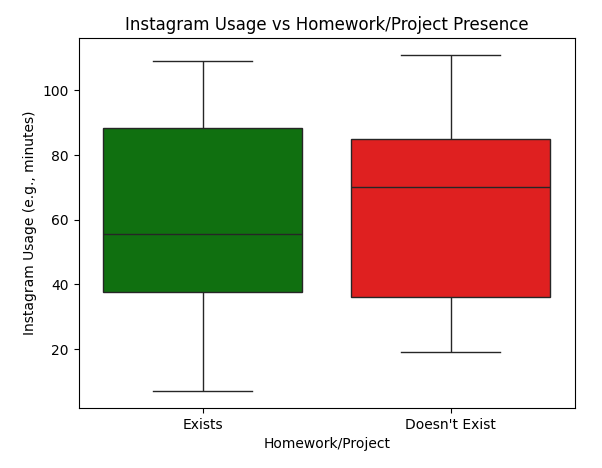 Instagram Usage vs Homework/Project Presence
Instagram Usage (e.g., minutes)
100
80
60
40
20
Exists
Doesn't Exist
Homework/Project